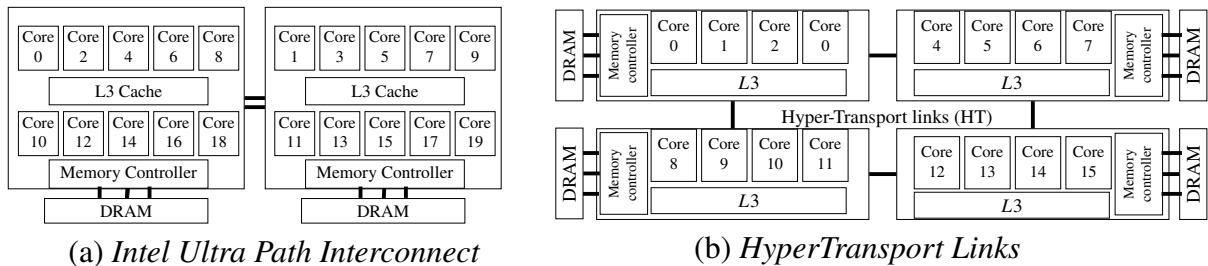 Core Core Core Core Core
0 2 4 6 8
L3 Cache
Core Core Core Core Core
10 12 14 16 18
Memory Controller
DRAM
Core Core Core Core Core
1 3 5 7 9
L3 Cache
Core Core Core Core Core
11 13 15 17 19
Memory Controller
DRAM
(a) Intel Ultra Path Interconnect
DRAM
Memory
controller
Core Core Core Core
0 1 2 0
L3
Core Core Core Core
4 5 6 7
L3
Memory
controller
DRAM
Hyper-Transport links (HT)
DRAM
Memory
controller
Core Core Core Core
8 9 10 11
L3
Core Core Core Core
12 13 14 15
L3
Memory
controller
DRAM
(b) HyperTransport Links